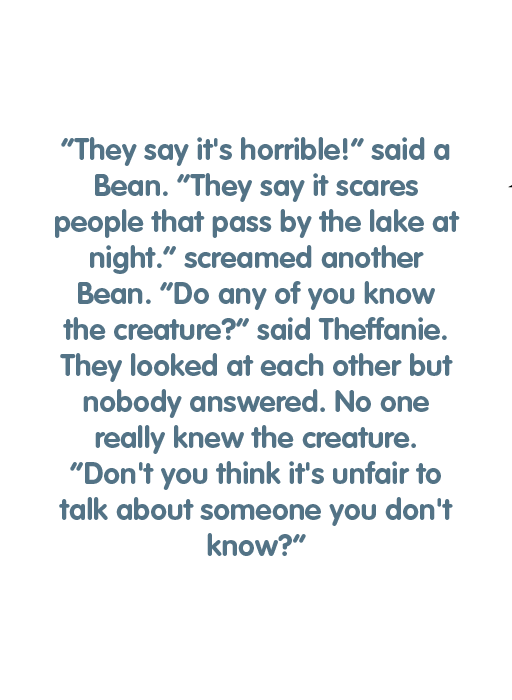 "They say it's horrible!" said a
Bean. "They say it scares
people that pass by the lake at
night." screamed another
Bean. "Do any of you know
the creature?" said Theffanie.
They looked at each other but
nobody answered. No one
really knew the creature.
"Don't you think it's unfair to
talk about someone you don't
know?"